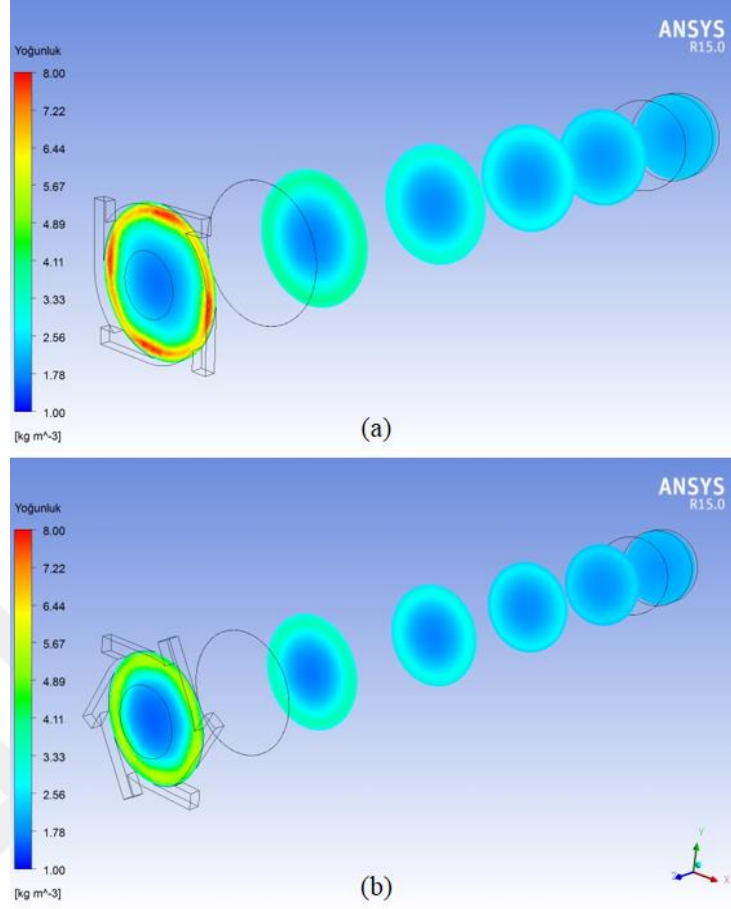 ANSYS
R15.0
Yoğunluk
8.00
7.22
6.44
5.67
4.89
4.11
3.33
2.56
1.78
1.00
[kg m^-3]
(a)
ANSYS
R15.0
Yoğunluk
8.00
7.22
6.44
5.67
4.89
4.11
3.33
2.56
1.78
1.00
[kg m^-3]
Y
Z
X
(b)